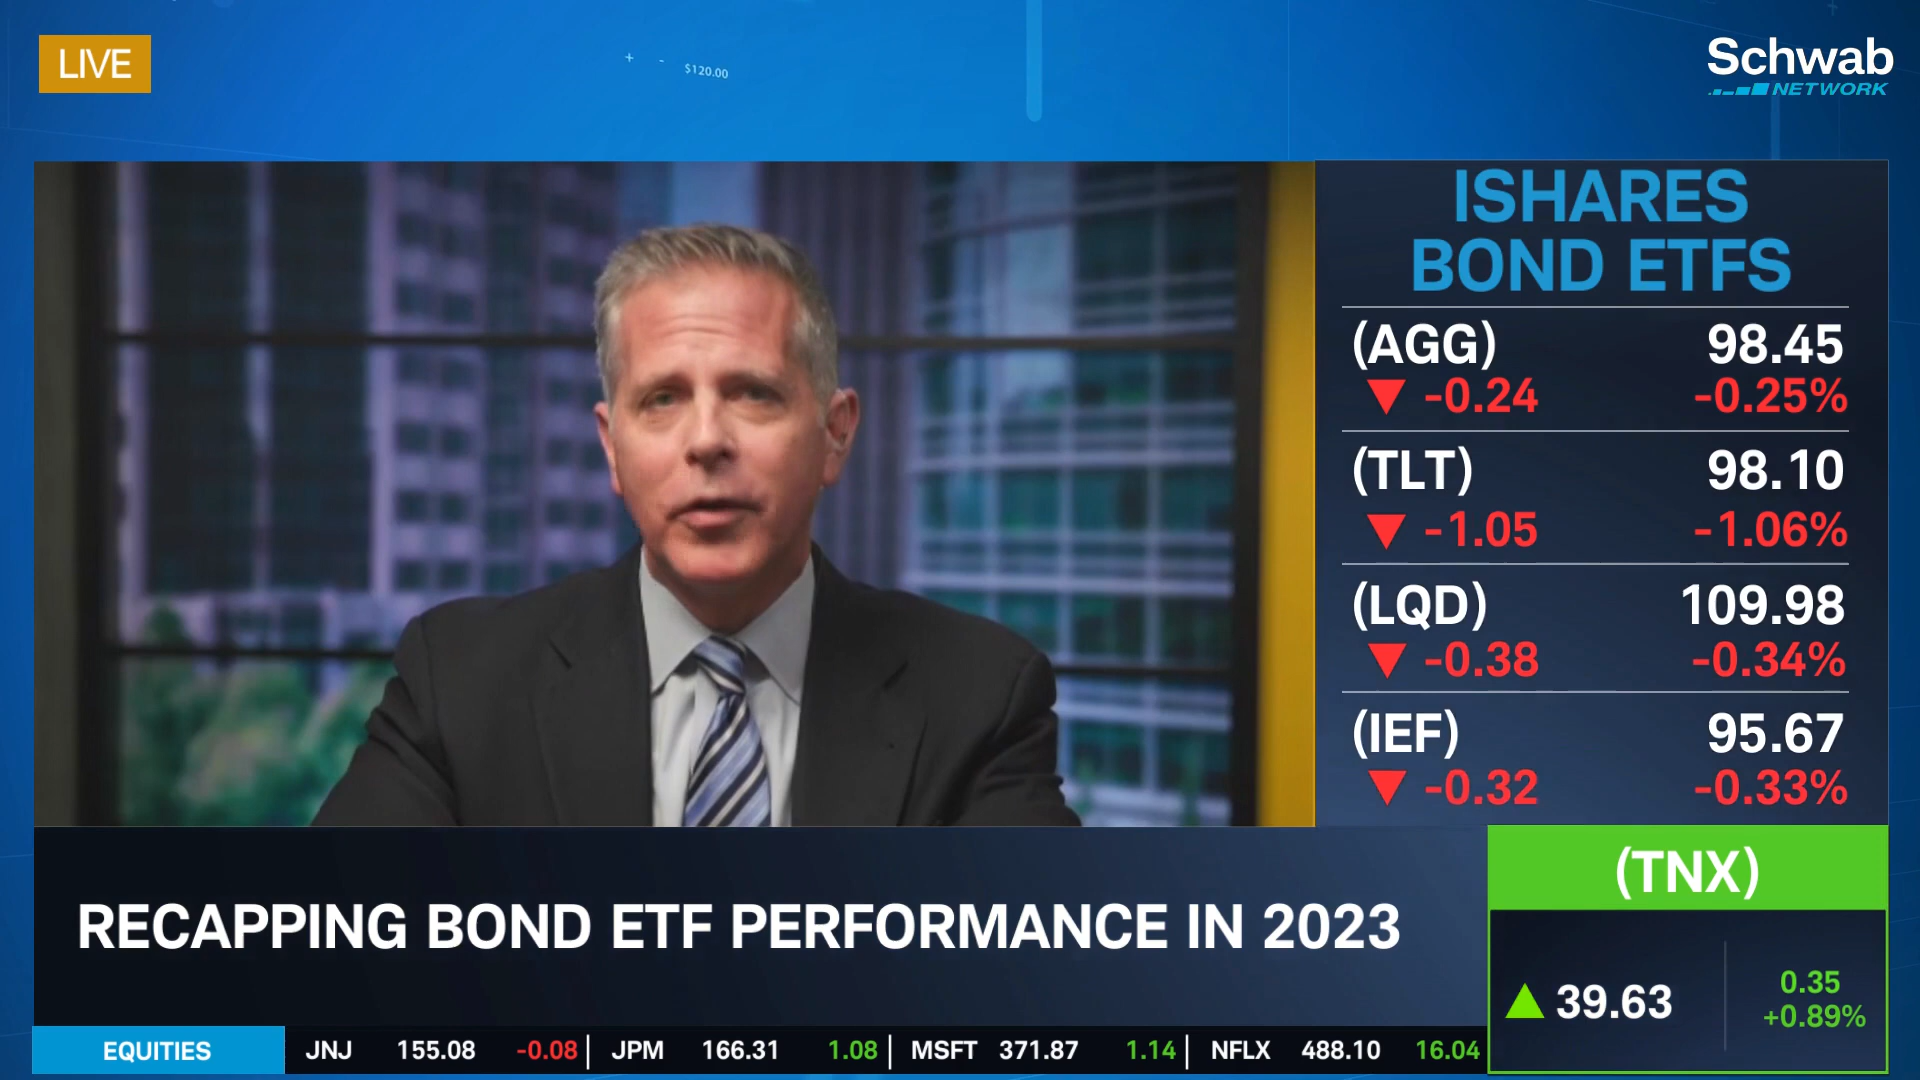 LIVE
+ - $120.00
Schwab
NETWORK
ISHARES
BOND ETFS
(AGG) 98.45
▼ -0.24 -0.25%
(TLT) 98.10
▼ -1.05 -1.06%
(LQD) 109.98
▼ -0.38 -0.34%
(IEF) 95.67
▼ -0.32 -0.33%
RECAPPING BOND ETF PERFORMANCE IN 2023
(TNX)
▲ 39.63
0.35
+0.89%
EQUITIES JNJ 155.08 -0.08 | JPM 166.31 1.08 | MSFT 371.87 1.14 | NFLX 488.10 16.04